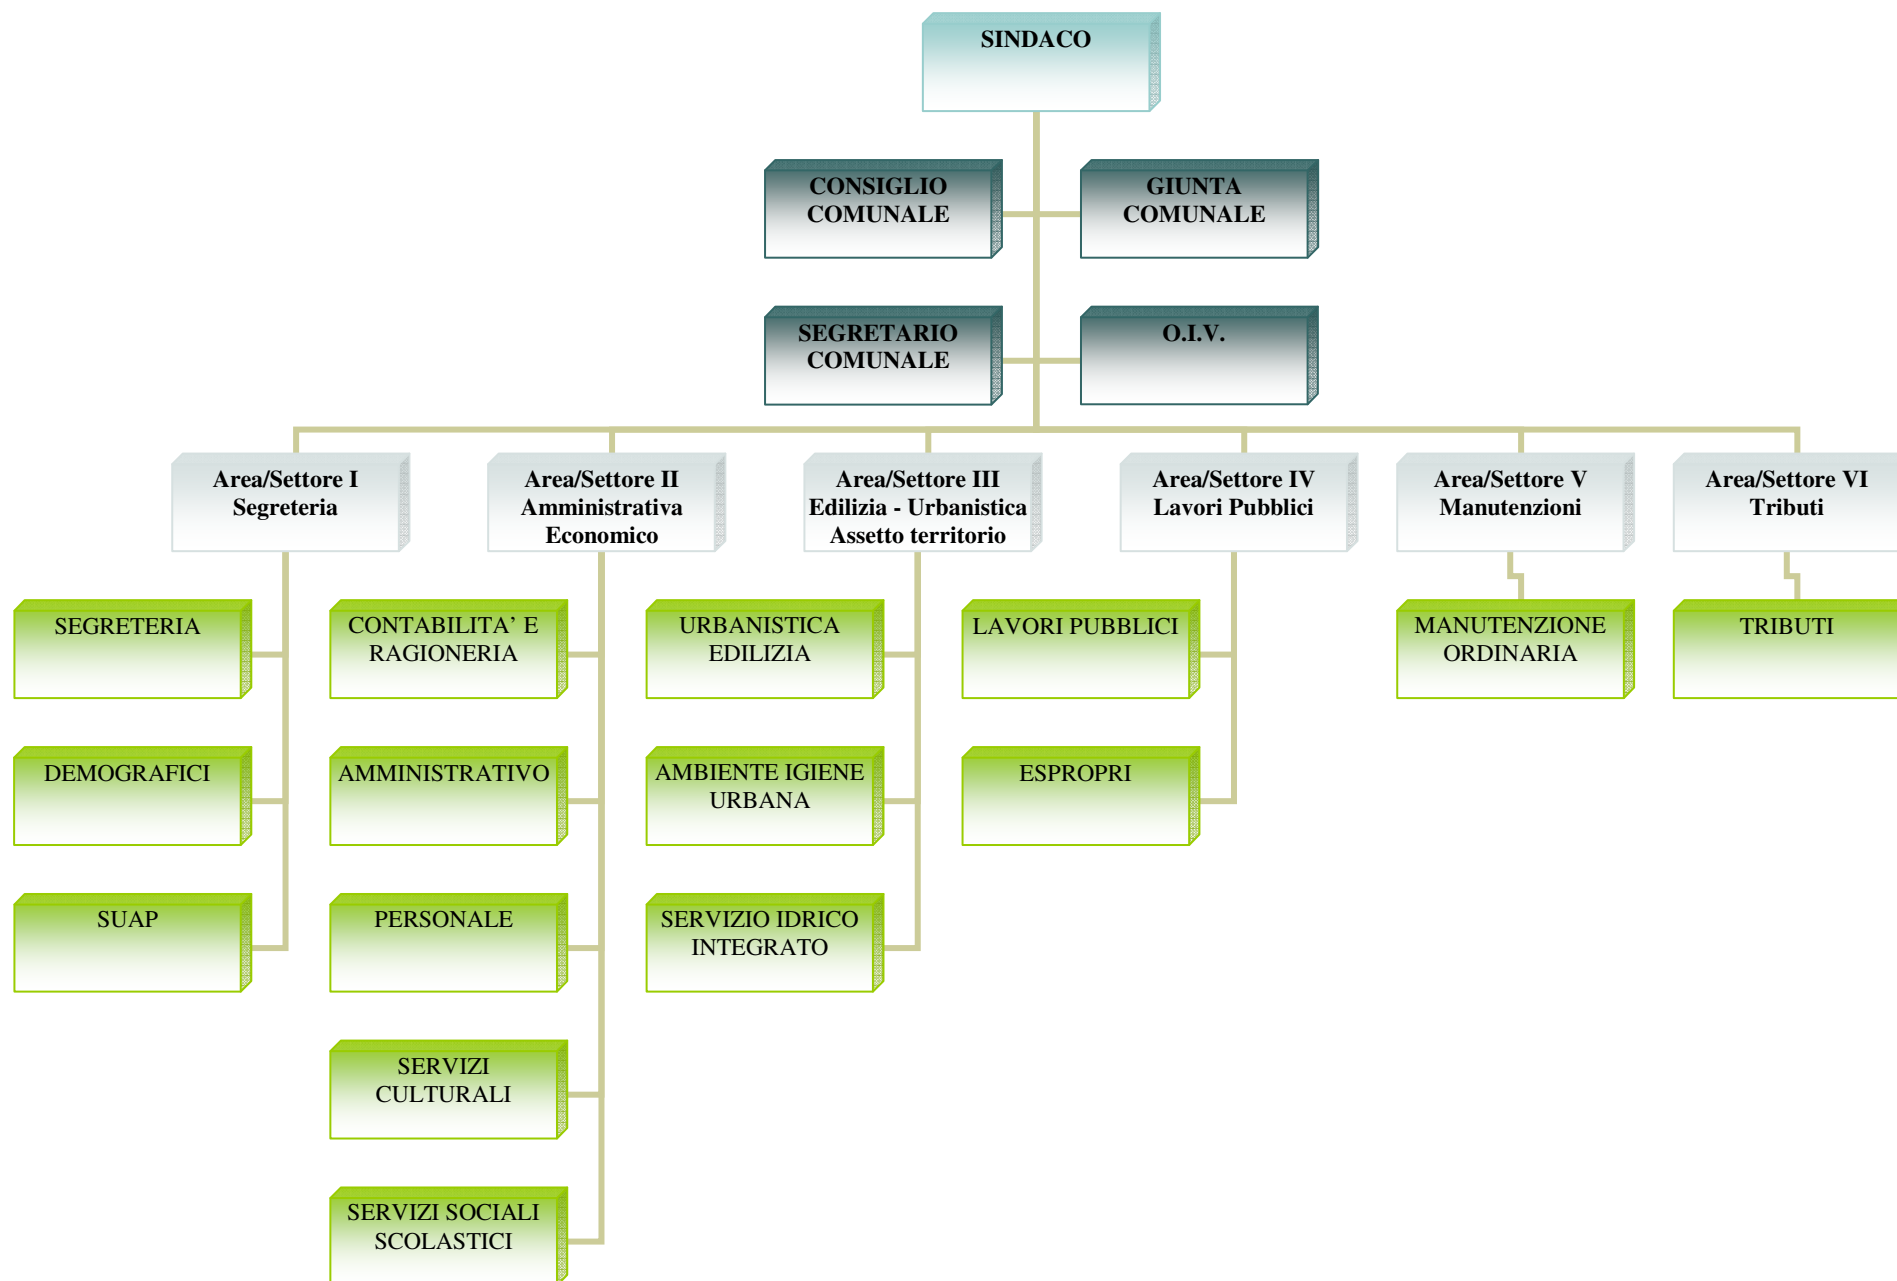 SINDACO
CONSIGLIO
COMUNALE
GIUNTA
COMUNALE
SEGRETARIO
COMUNALE
O.I.V.
Area/Settore I
Segreteria
Area/Settore II
Amministrativa
Economico
Area/Settore III
Edilizia - Urbanistica
Assetto territorio
Area/Settore IV
Lavori Pubblici
Area/Settore V
Manutenzioni
Area/Settore VI
Tributi
SEGRETERIA
CONTABILITA’ E
RAGIONERIA
URBANISTICA
EDILIZIA
LAVORI PUBBLICI
MANUTENZIONE
ORDINARIA
TRIBUTI
DEMOGRAFICI
AMMINISTRATIVO
AMBIENTE IGIENE
URBANA
ESPROPRI
SUAP
PERSONALE
SERVIZIO IDRICO
INTEGRATO
SERVIZI
CULTURALI
SERVIZI SOCIALI
SCOLASTICI